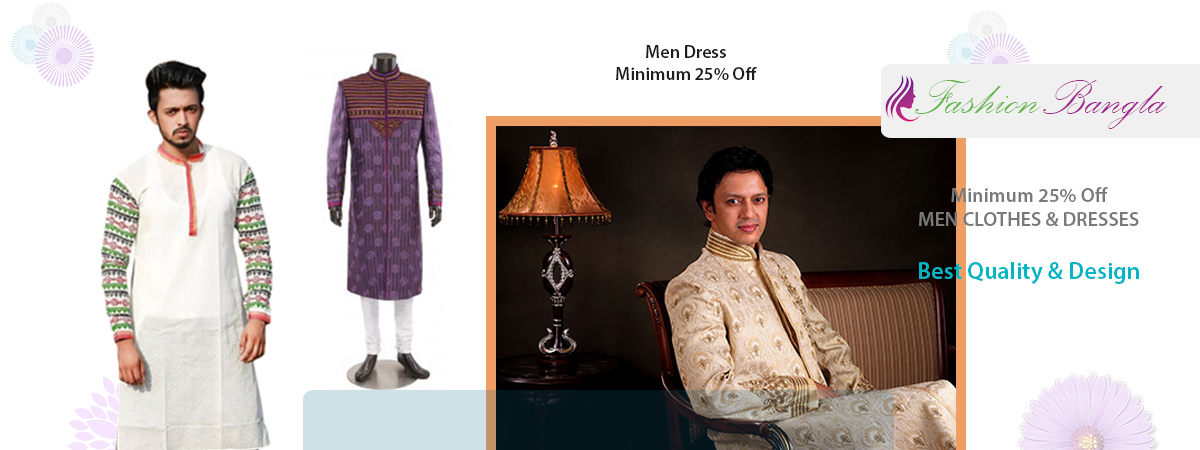 Men Dress
Minimum 25% Off
Fashion Bangla
Minimum 25% Off
MEN CLOTHES & DRESSES
Best Quality & Design